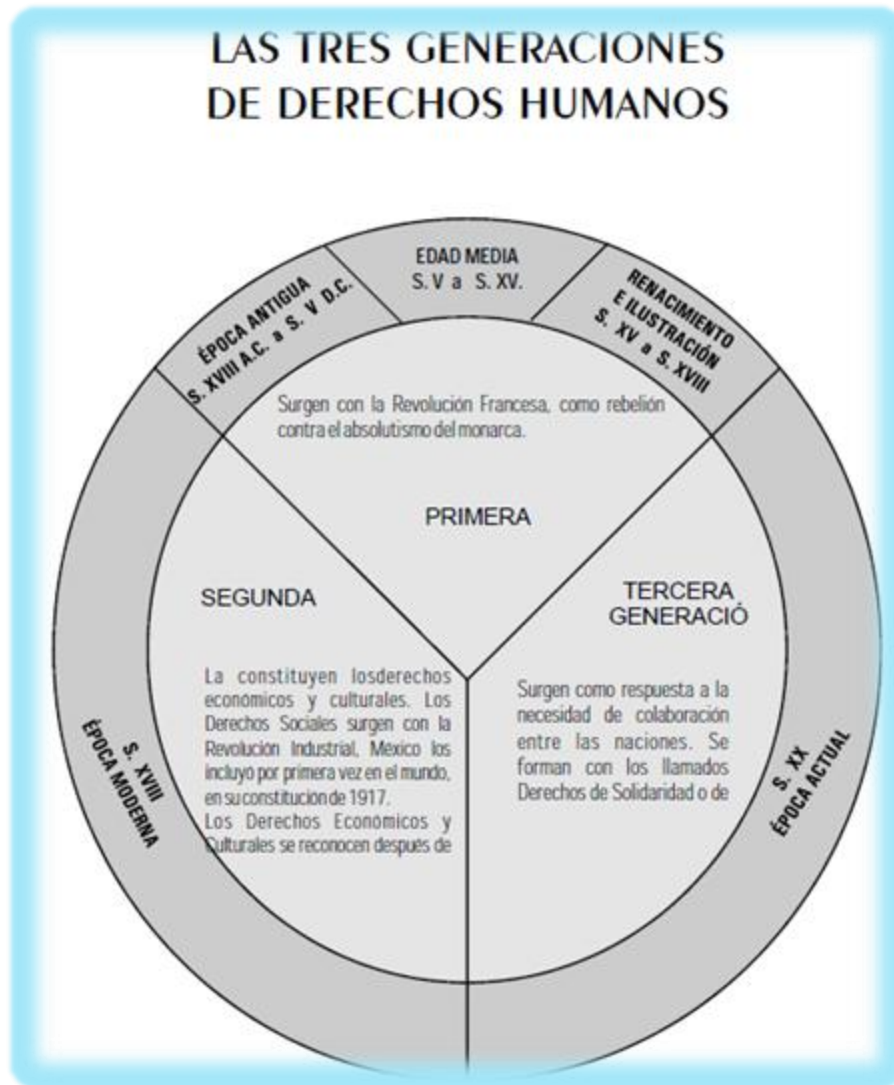 LAS TRES GENERACIONES
DE DERECHOS HUMANOS
EDAD MEDIA
S. V a S. XV.
ÉPOCA ANTIGUA
S. XVIII A.C. a S. V D.C.
RENACIMIENTO
E ILUSTRACIÓN
S. XV a S. XVIII
Surgen con la Revolución Francesa, como rebelión
contra el absolutismo del monarca.
PRIMERA
SEGUNDA
La constituyen losderechos
económicos y culturales. Los
Derechos Sociales surgen con la
Revolución Industrial, México los
incluyó por primera vez en el mundo,
en su constitución de 1917.
Los Derechos Económicos y
Culturales se reconocen después de
TERCERA
GENERACIÓ
Surgen como respuesta a la
necesidad de colaboración
entre las naciones. Se
forman con los llamados
Derechos de Solidaridad o de
S. XVIII
ÉPOCA MODERNA
S. XX
ÉPOCA ACTUAL